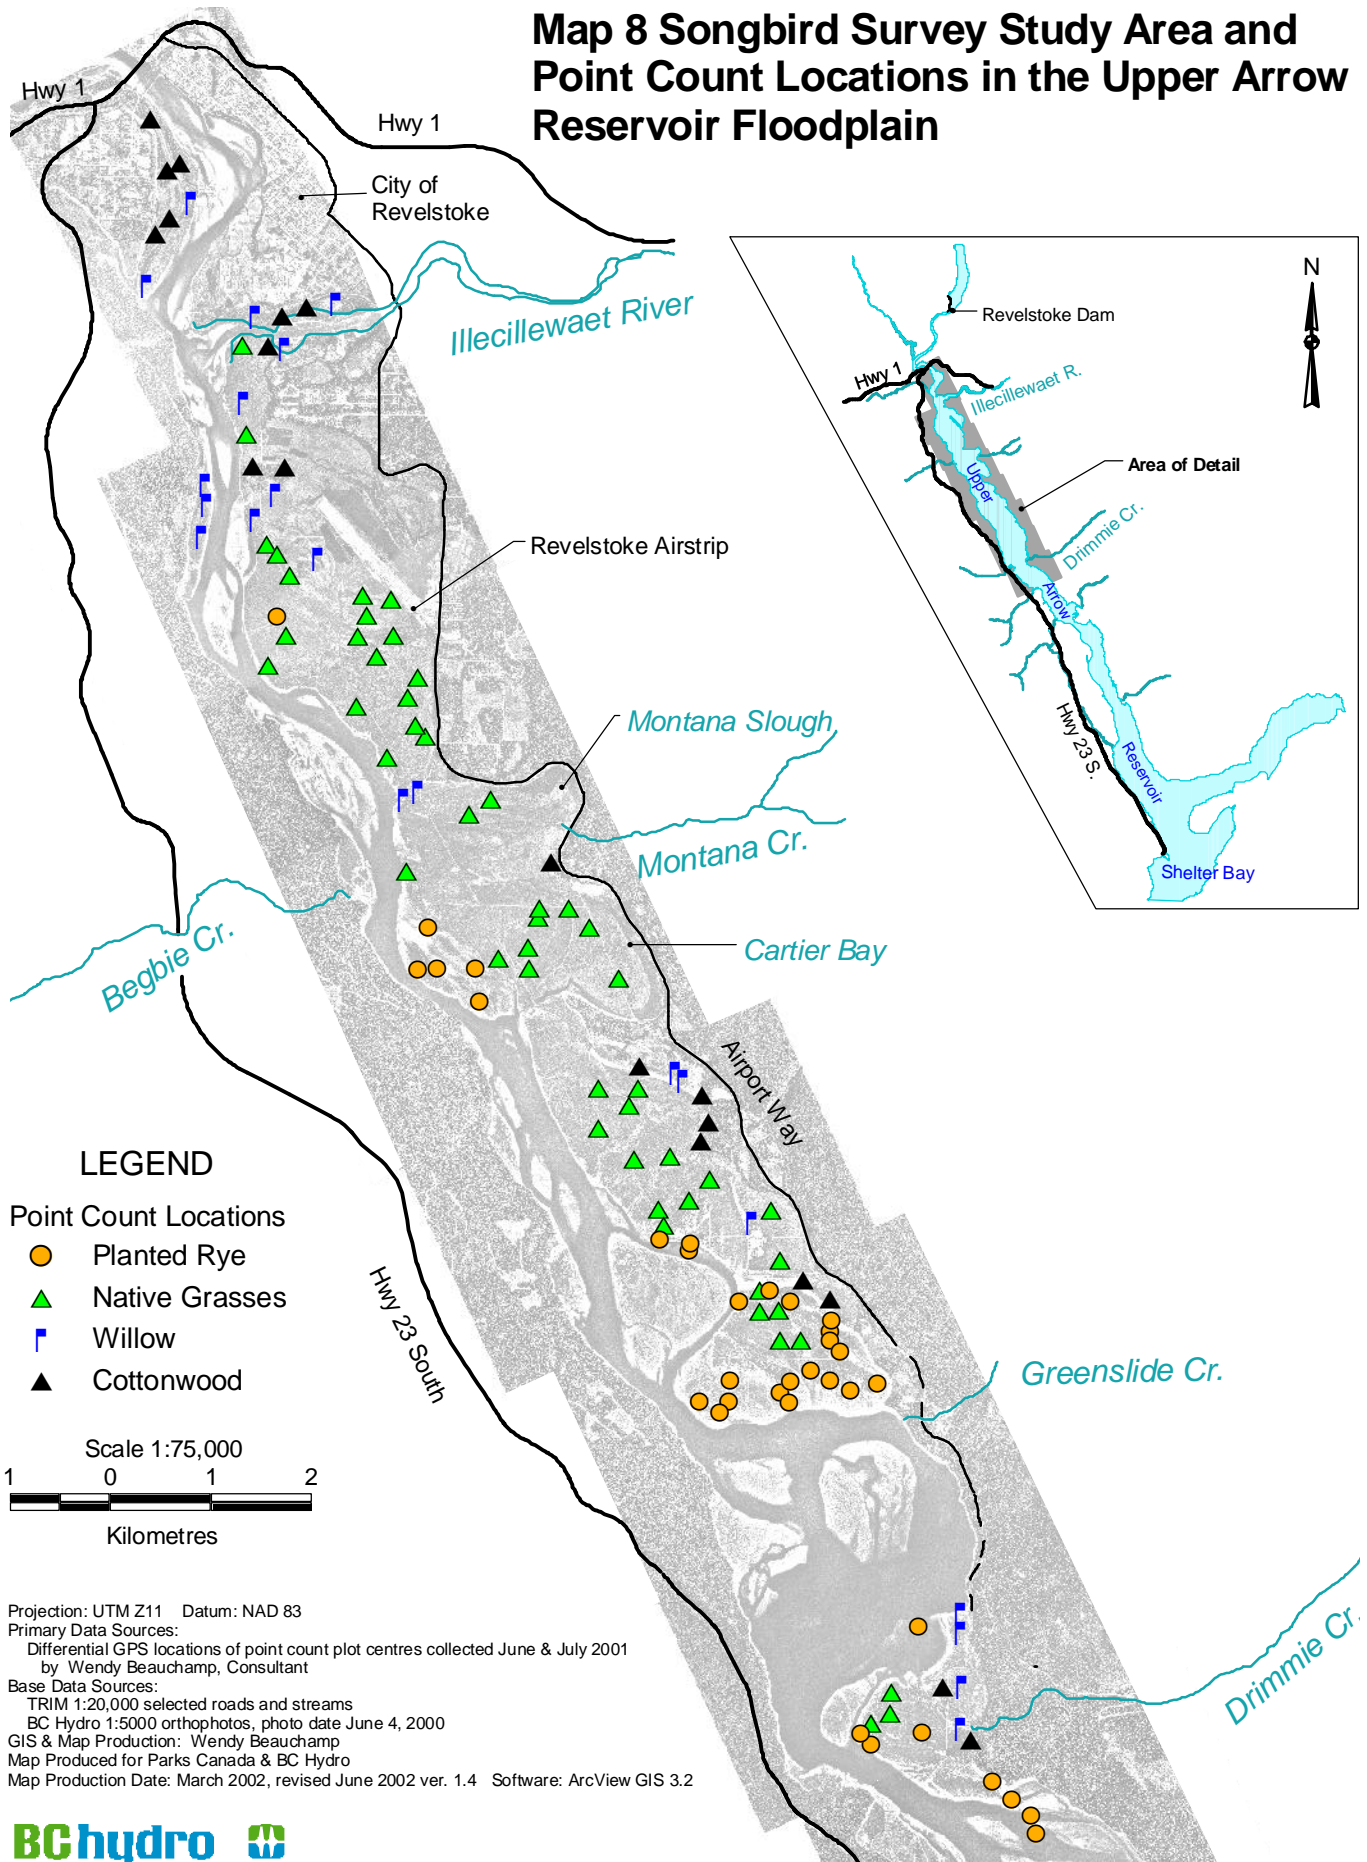 Map 8 Songbird Survey Study Area and
Point Count Locations in the Upper Arrow
Reservoir Floodplain
Hwy 1
Hwy 1
City of
Revelstoke
Illecillewaet River
Revelstoke Airstrip
Montana Slough
Montana Cr.
Begbie Cr.
Cartier Bay
Airport Way
Hwy 23 South
Greenslide Cr.
Drimmie Cr.
N
Revelstoke Dam
Hwy 1
Illecillewaet R.
Area of Detail
Upper
Drimmie Cr.
Arrow
Hwy 23 S.
Reservoir
Shelter Bay
LEGEND
Point Count Locations
Planted Rye
Native Grasses
Willow
Cottonwood
Scale 1:75,000
1 0 1 2
Kilometres
Projection: UTM Z11 Datum: NAD 83
Primary Data Sources:
Differential GPS locations of point count plot centres collected June & July 2001
by Wendy Beauchamp, Consultant
Base Data Sources:
TRIM 1:20,000 selected roads and streams
BC Hydro 1:5000 orthophotos, photo date June 4, 2000
GIS & Map Production: Wendy Beauchamp
Map Produced for Parks Canada & BC Hydro
Map Production Date: March 2002, revised June 2002 ver. 1.4 Software: ArcView GIS 3.2
BC hydro